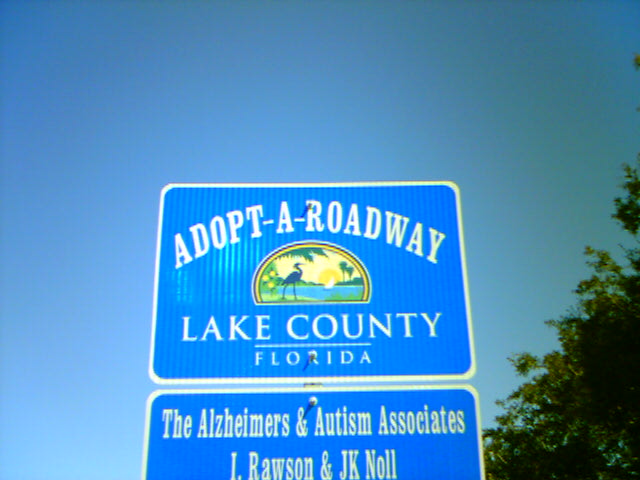 ADOPT-A-ROADWAY
LAKE COUNTY
FLORIDA
The Alzheimers & Autism Associates
Rawson & JK Noll